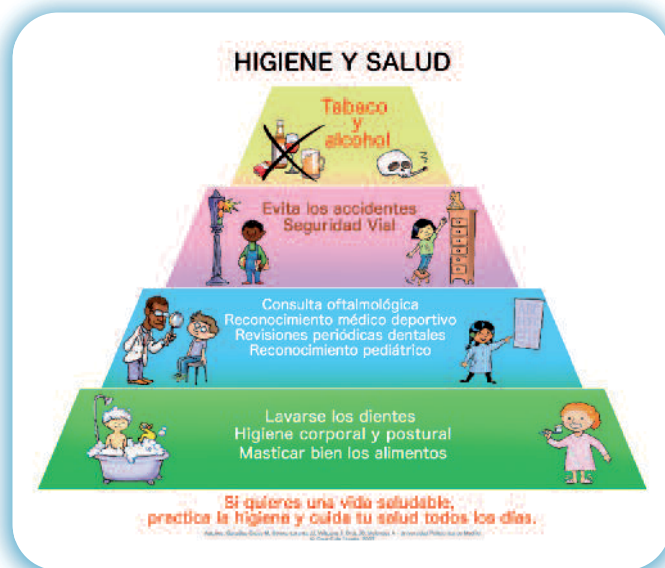 HIGIENE Y SALUD
Tabaco
y
alcohol
Evita los accidentes
Seguridad Vial
Consulta oftalmológica
Reconocimiento médico deportivo
Revisiones periódicas dentales
Reconocimiento pediátrico
Lavarse los dientes
Higiene corporal y postural
Masticar bien los alimentos
Si quieres una vida saludable,
practica la higiene y cuida tu salud todos los días.